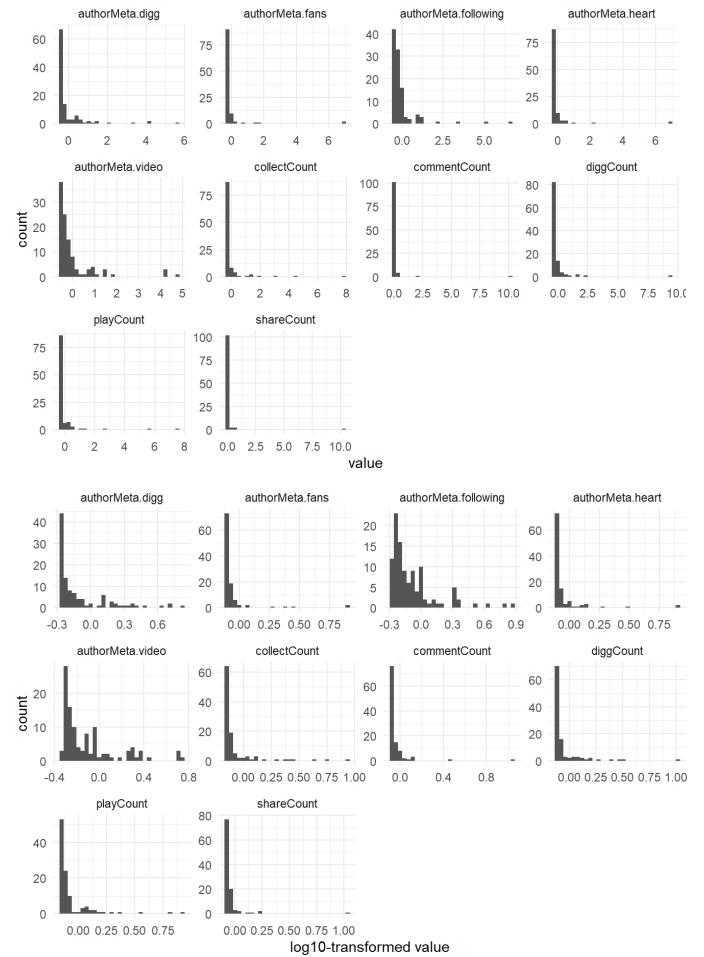 authorMeta.digg authorMeta.fans authorMeta.following authorMeta.heart
60 75 40 75
40 50 30 50
20 25 20 25
0 0 10 0
0
0 2 4 6 0 2 4 6 0.0 2.5 5.0 0 2 4 6
authorMeta.video collectCount commentCount diggCount
30 75 100 80
20 50 75 60
10 25 50 40
0 0 25 20
0 0
0 1 2 3 4 5 0 2 4 6 8 0.0 2.5 5.0 7.5 10.0 0.0 2.5 5.0 7.5 10.0
count
playCount shareCount
75 100
50 75
25 50
0 25
0
0 2 4 6 8 0.0 2.5 5.0 7.5 10.0
value
authorMeta.digg authorMeta.fans authorMeta.following authorMeta.heart
40 60 20 60
30 40 15 40
20 20 10 20
10 0 5 0
0 0
-0.3 0.0 0.3 0.6 0.00 0.25 0.50 0.75 -0.3 0.0 0.3 0.6 0.9 0.00 0.25 0.50 0.75
authorMeta.video collectCount commentCount diggCount
20 60 60 60
10 40 40 40
0 20 20 20
0 0 0
-0.4 0.0 0.4 0.8 0.00 0.25 0.50 0.75 1.00 0.0 0.4 0.8 0.00 0.25 0.50 0.75 1.00
count
playCount shareCount
40 80
20 60
0 40
20
0
0.00 0.25 0.50 0.75 0.00 0.25 0.50 0.75 1.00
log10-transformed value